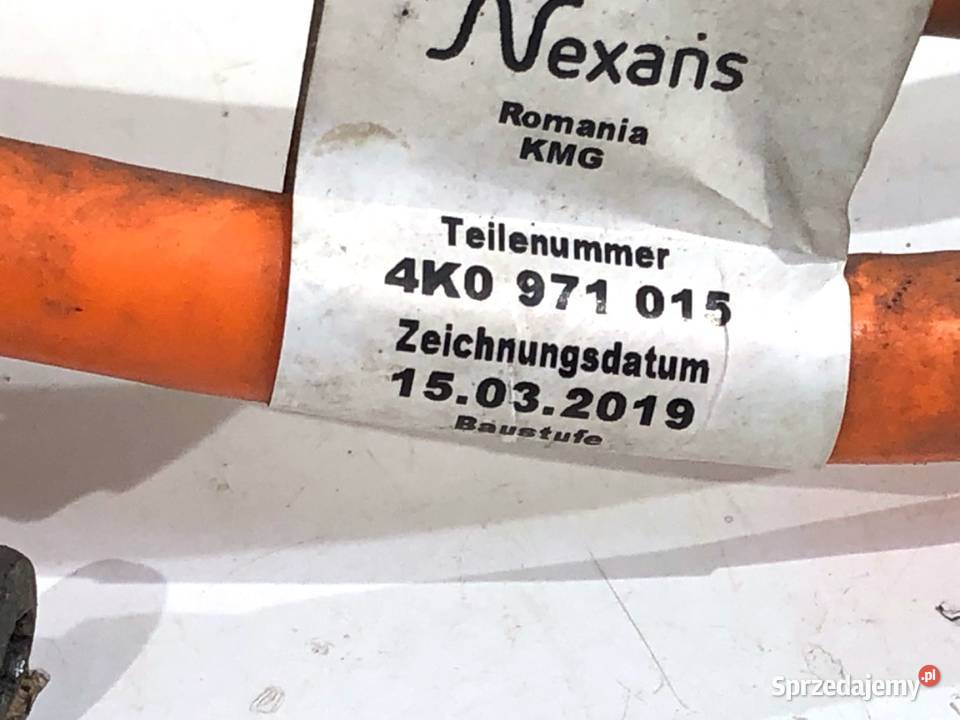 Nexans
Romania
KMG
Teilenummer
4K0 971 015
Zeichnungsdatum
15.03.2019
Baustufe
Sprzedajemy.pl